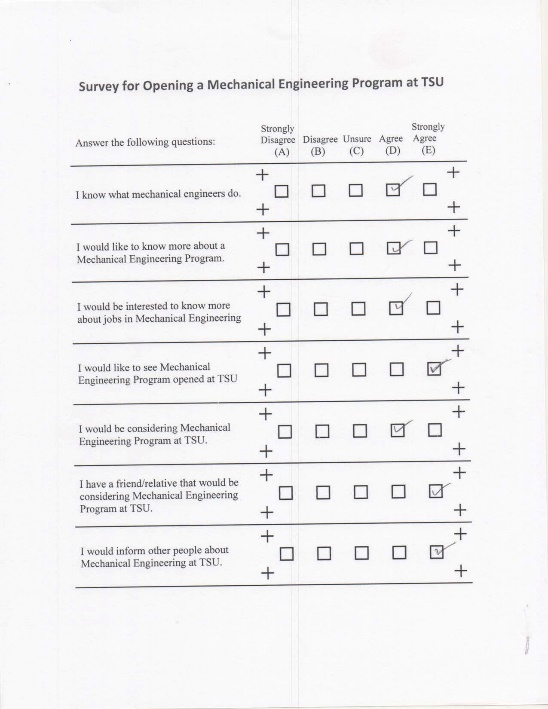 Survey for Opening a Mechanical Engineering Program at TSU
Answer the following questions:
Strongly Disagree (A)
Disagree (B)
Unsure (C)
Agree (D)
Strongly Agree (E)
I know what mechanical engineers do.
I would like to know more about a
Mechanical Engineering Program.
I would be interested to know more
about jobs in Mechanical Engineering
I would like to see Mechanical
Engineering Program opened at TSU
I would be considering Mechanical
Engineering Program at TSU.
I have a friend/relative that would be
considering Mechanical Engineering
Program at TSU.
I would inform other people about
Mechanical Engineering at TSU.